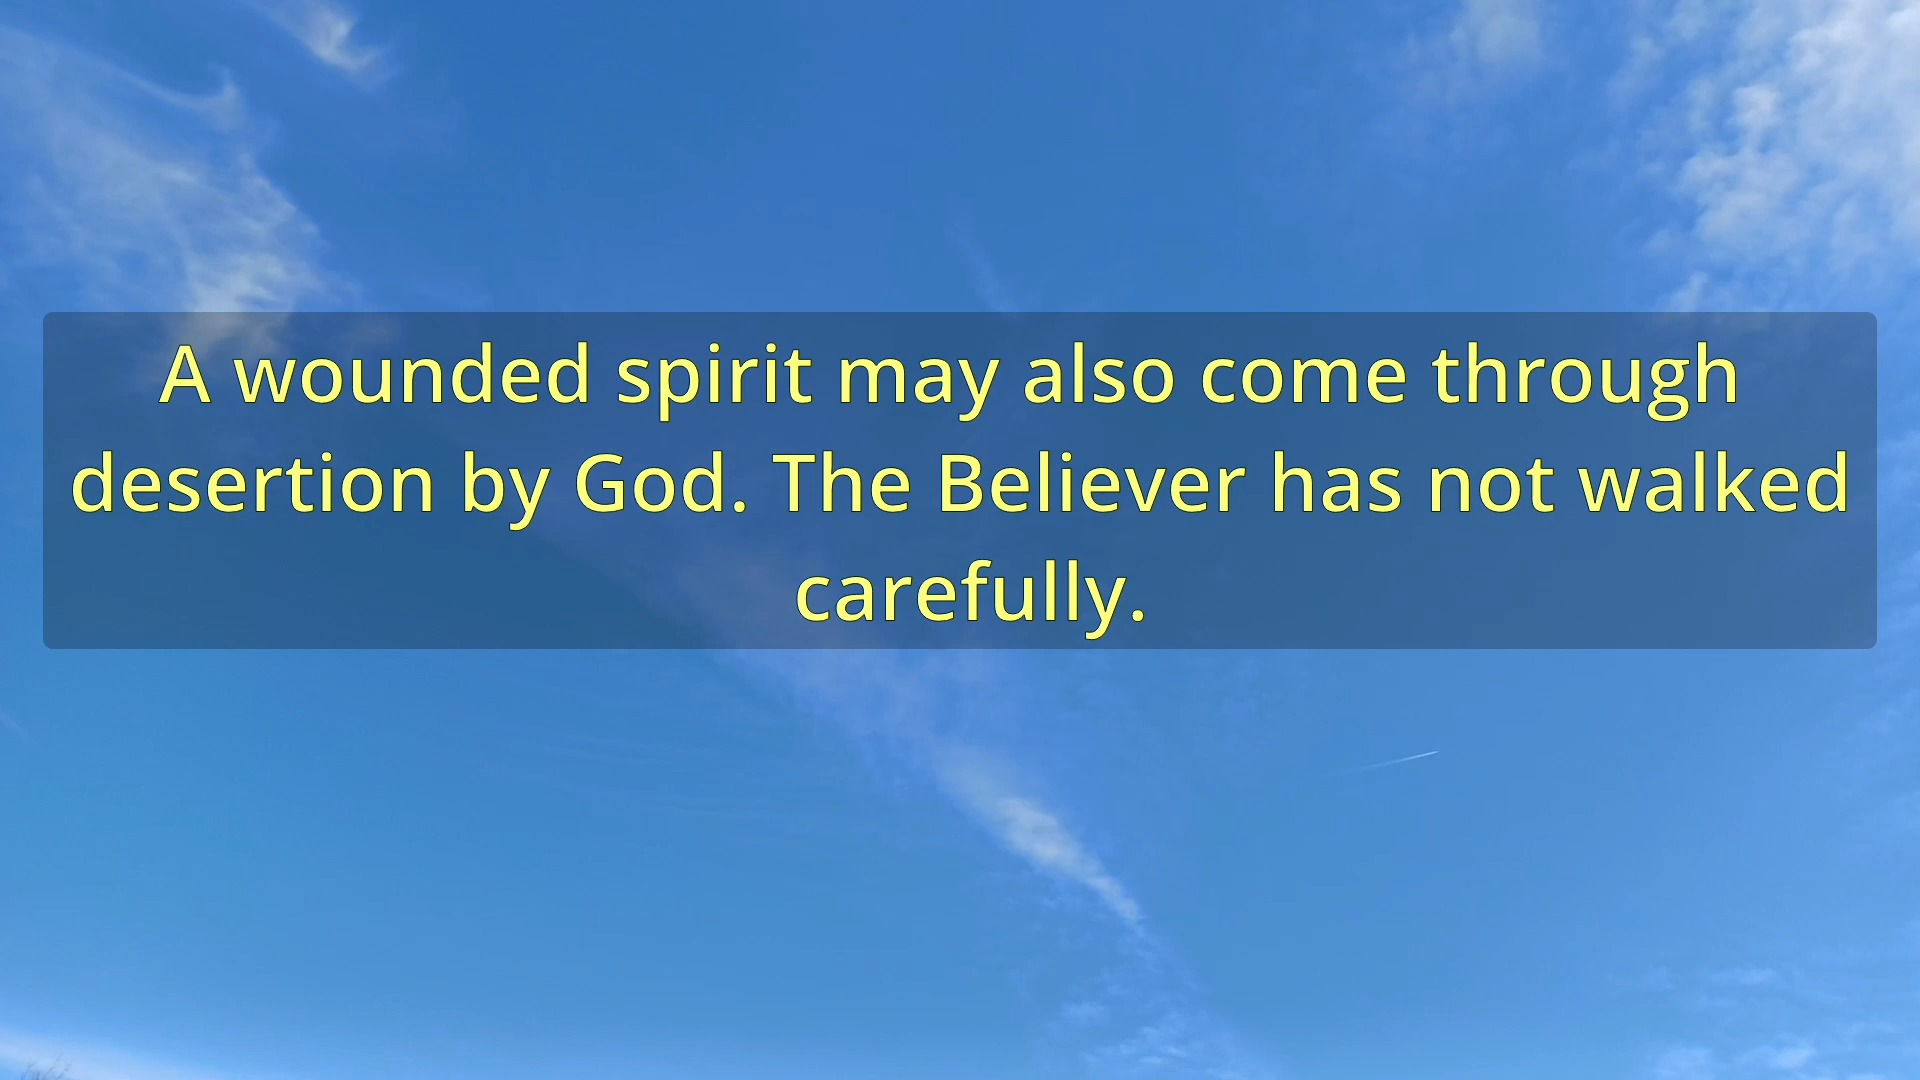 A wounded spirit may also come through
desertion by God. The Believer has not walked
carefully.